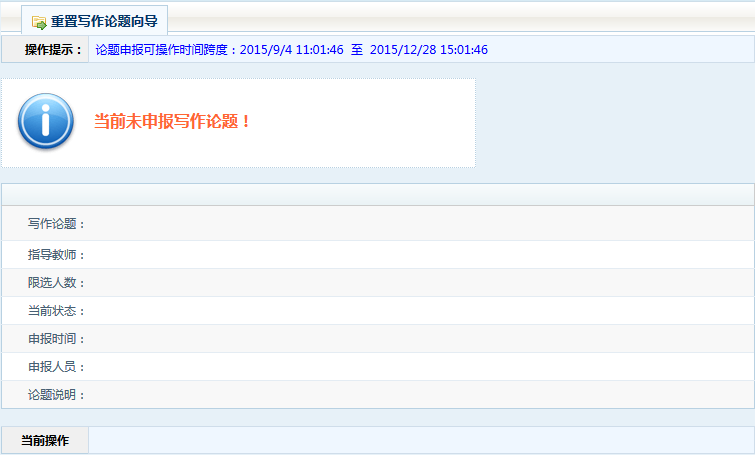 重置写作论题向导
操作提示： 论题申报可操作时间跨度：2015/9/4 11:01:46 至 2015/12/28 15:01:46
当前未申报写作论题！
写作论题：
指导教师：
限选人数：
当前状态：
申报时间：
申报人员：
论题说明：
当前操作